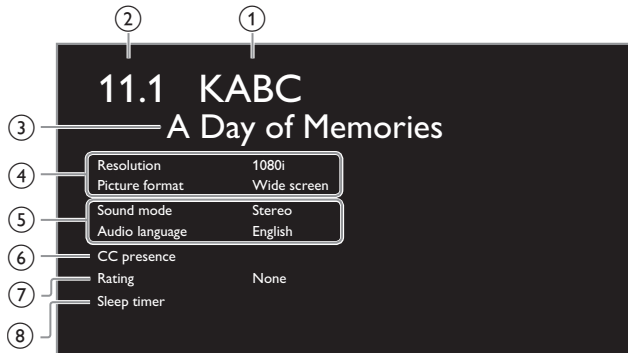 ② ①
11.1 KABC
③ A Day of Memories
④ Resolution 1080i
Picture format Wide screen
⑤ Sound mode Stereo
Audio language English
⑥ CC presence
⑦ Rating None
⑧ Sleep timer